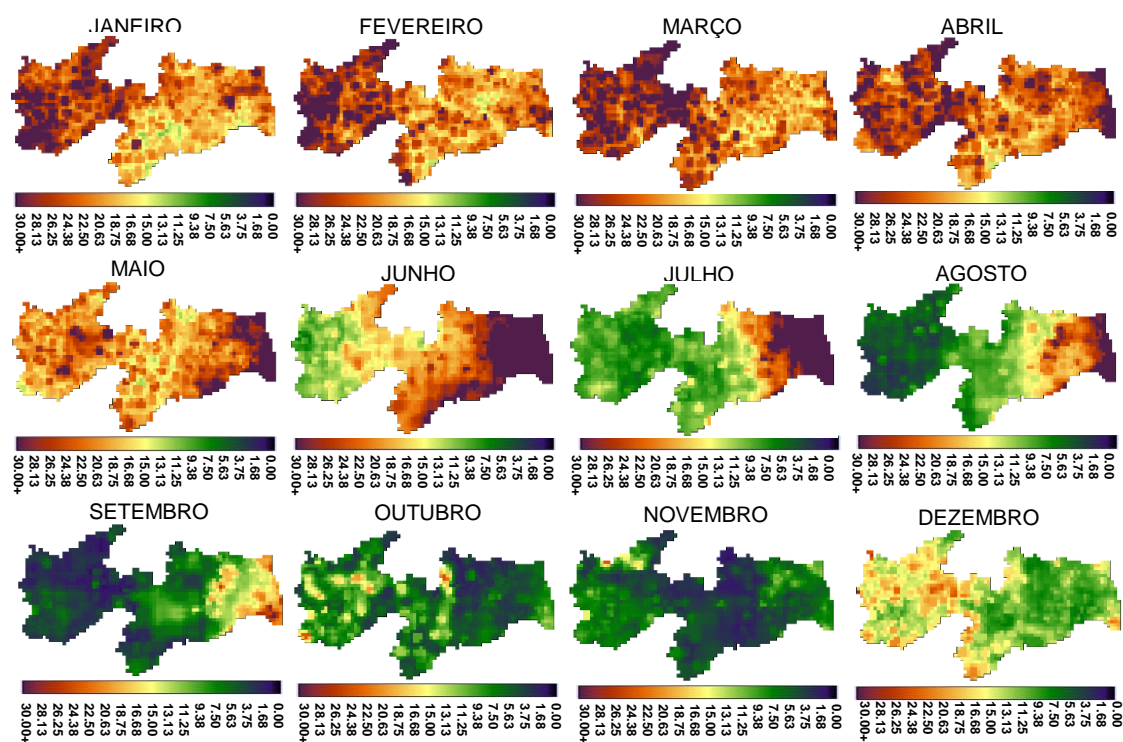 JANEIRO
FEVEREIRO
MARÇO
ABRIL
30.00+ 28.13 26.25 24.38 22.50 20.63 18.75 16.68 15.00 13.13 11.25 9.38 7.50 5.63 3.75 1.68 0.00
30.00+ 28.13 26.25 24.38 22.50 20.63 18.75 16.68 15.00 13.13 11.25 9.38 7.50 5.63 3.75 1.68 0.00
30.00+ 28.13 26.25 24.38 22.50 20.63 18.75 16.68 15.00 13.13 11.25 9.38 7.50 5.63 3.75 1.68 0.00
30.00+ 28.13 26.25 24.38 22.50 20.63 18.75 16.68 15.00 13.13 11.25 9.38 7.50 5.63 3.75 1.68 0.00
MAIO
JUNHO
JULHO
AGOSTO
30.00+ 28.13 26.25 24.38 22.50 20.63 18.75 16.68 15.00 13.13 11.25 9.38 7.50 5.63 3.75 1.68 0.00
30.00+ 28.13 26.25 24.38 22.50 20.63 18.75 16.68 15.00 13.13 11.25 9.38 7.50 5.63 3.75 1.68 0.00
30.00+ 28.13 26.25 24.38 22.50 20.63 18.75 16.68 15.00 13.13 11.25 9.38 7.50 5.63 3.75 1.68 0.00
30.00+ 28.13 26.25 24.38 22.50 20.63 18.75 16.68 15.00 13.13 11.25 9.38 7.50 5.63 3.75 1.68 0.00
SETEMBRO
OUTUBRO
NOVEMBRO
DEZEMBRO
30.00+ 28.13 26.25 24.38 22.50 20.63 18.75 16.68 15.00 13.13 11.25 9.38 7.50 5.63 3.75 1.68 0.00
30.00+ 28.13 26.25 24.38 22.50 20.63 18.75 16.68 15.00 13.13 11.25 9.38 7.50 5.63 3.75 1.68 0.00
30.00+ 28.13 26.25 24.38 22.50 20.63 18.75 16.68 15.00 13.13 11.25 9.38 7.50 5.63 3.75 1.68 0.00
30.00+ 28.13 26.25 24.38 22.50 20.63 18.75 16.68 15.00 13.13 11.25 9.38 7.50 5.63 3.75 1.68 0.00